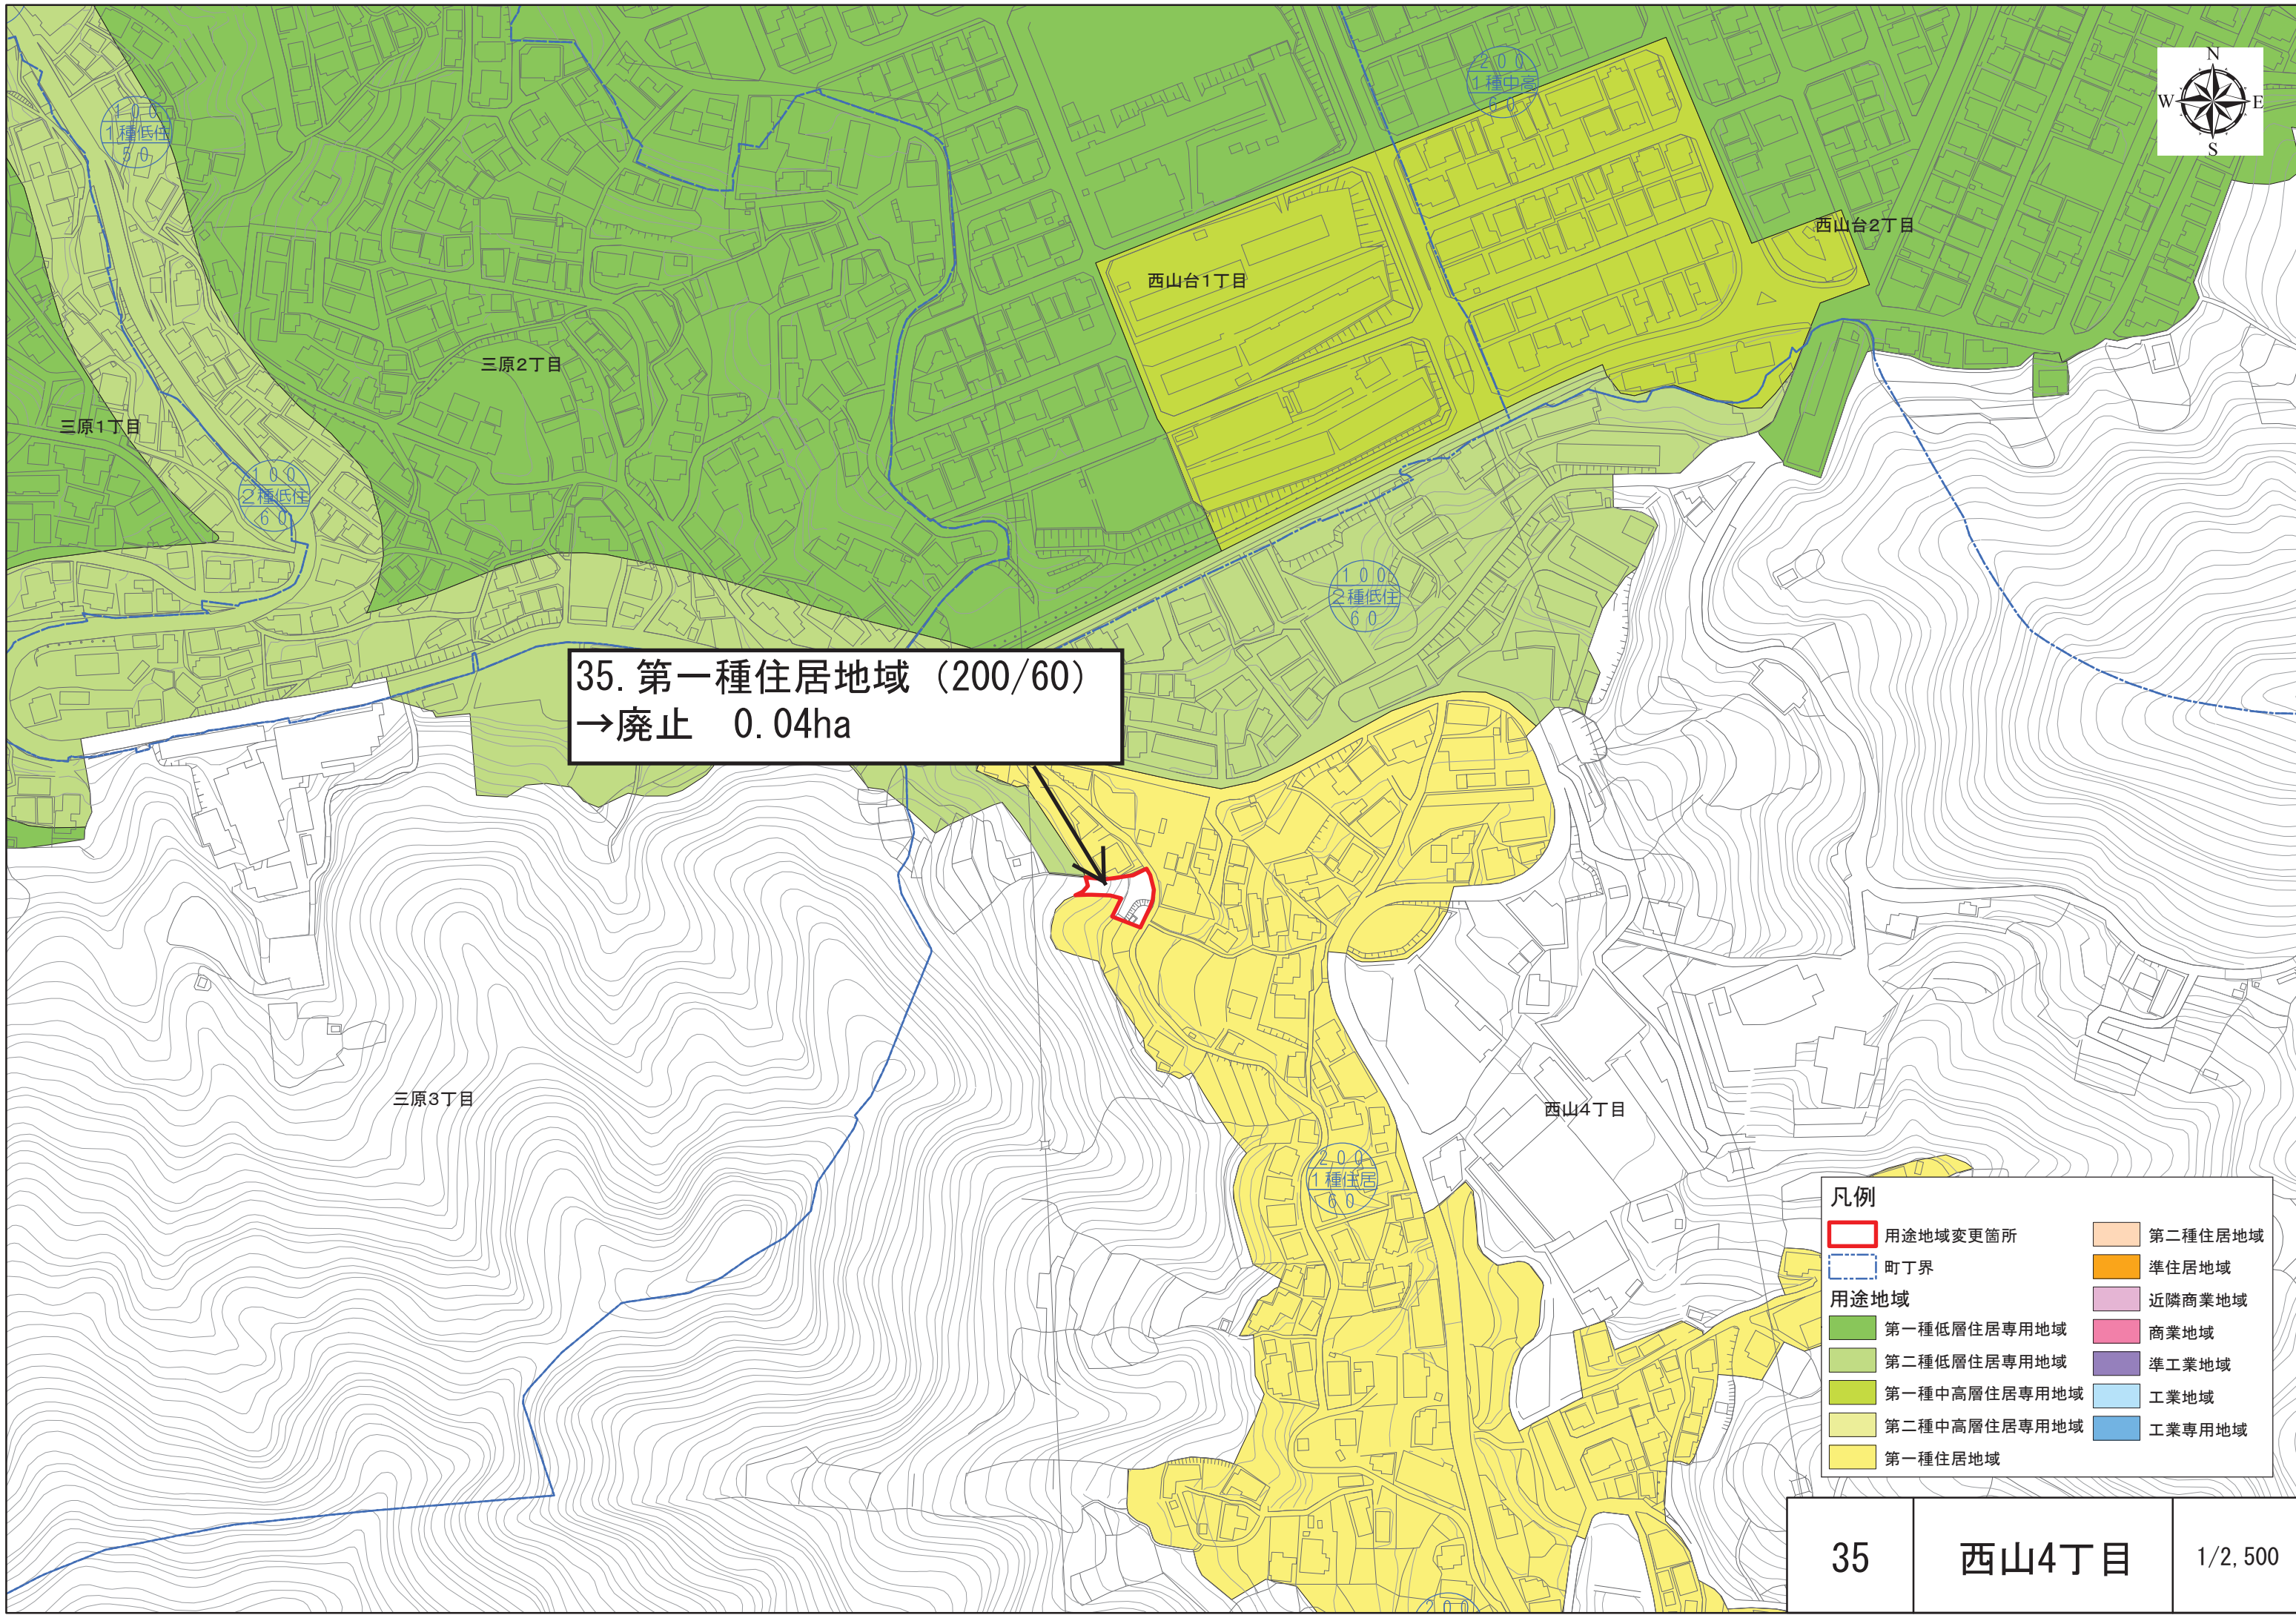 N
W
E
S
100
1種低住
50
200
1種中高
60
西山台2丁目
西山台1丁目
三原2丁目
三原1丁目
100
2種低住
60
100
2種低住
60
35. 第一種住居地域 (200/60)
→廃止 0.04ha
三原3丁目
西山4丁目
200
1種住居
60
200
凡例
用途地域変更箇所
町丁界
用途地域
第一種低層住居専用地域
第二種低層住居専用地域
第一種中高層住居専用地域
第二種中高層住居専用地域
第一種住居地域
第二種住居地域
準住居地域
近隣商業地域
商業地域
準工業地域
工業地域
工業専用地域
35
西山4丁目
1/2,500